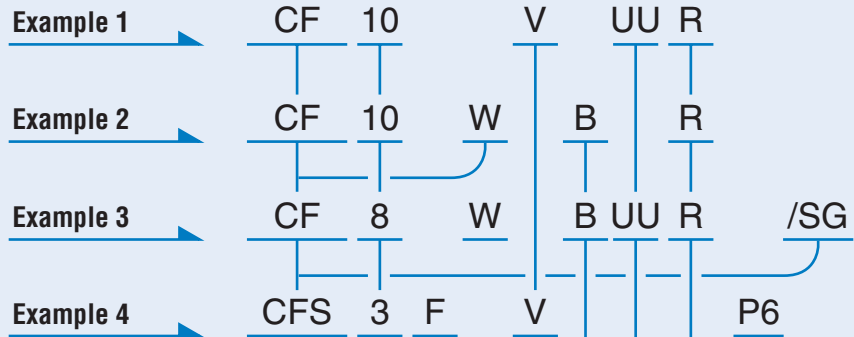 Example 1 CF 10 V UU R
Example 2 CF 10 W B R
Example 3 CF 8 W B UU R /SG
Example 4 CFS 3 F V P6